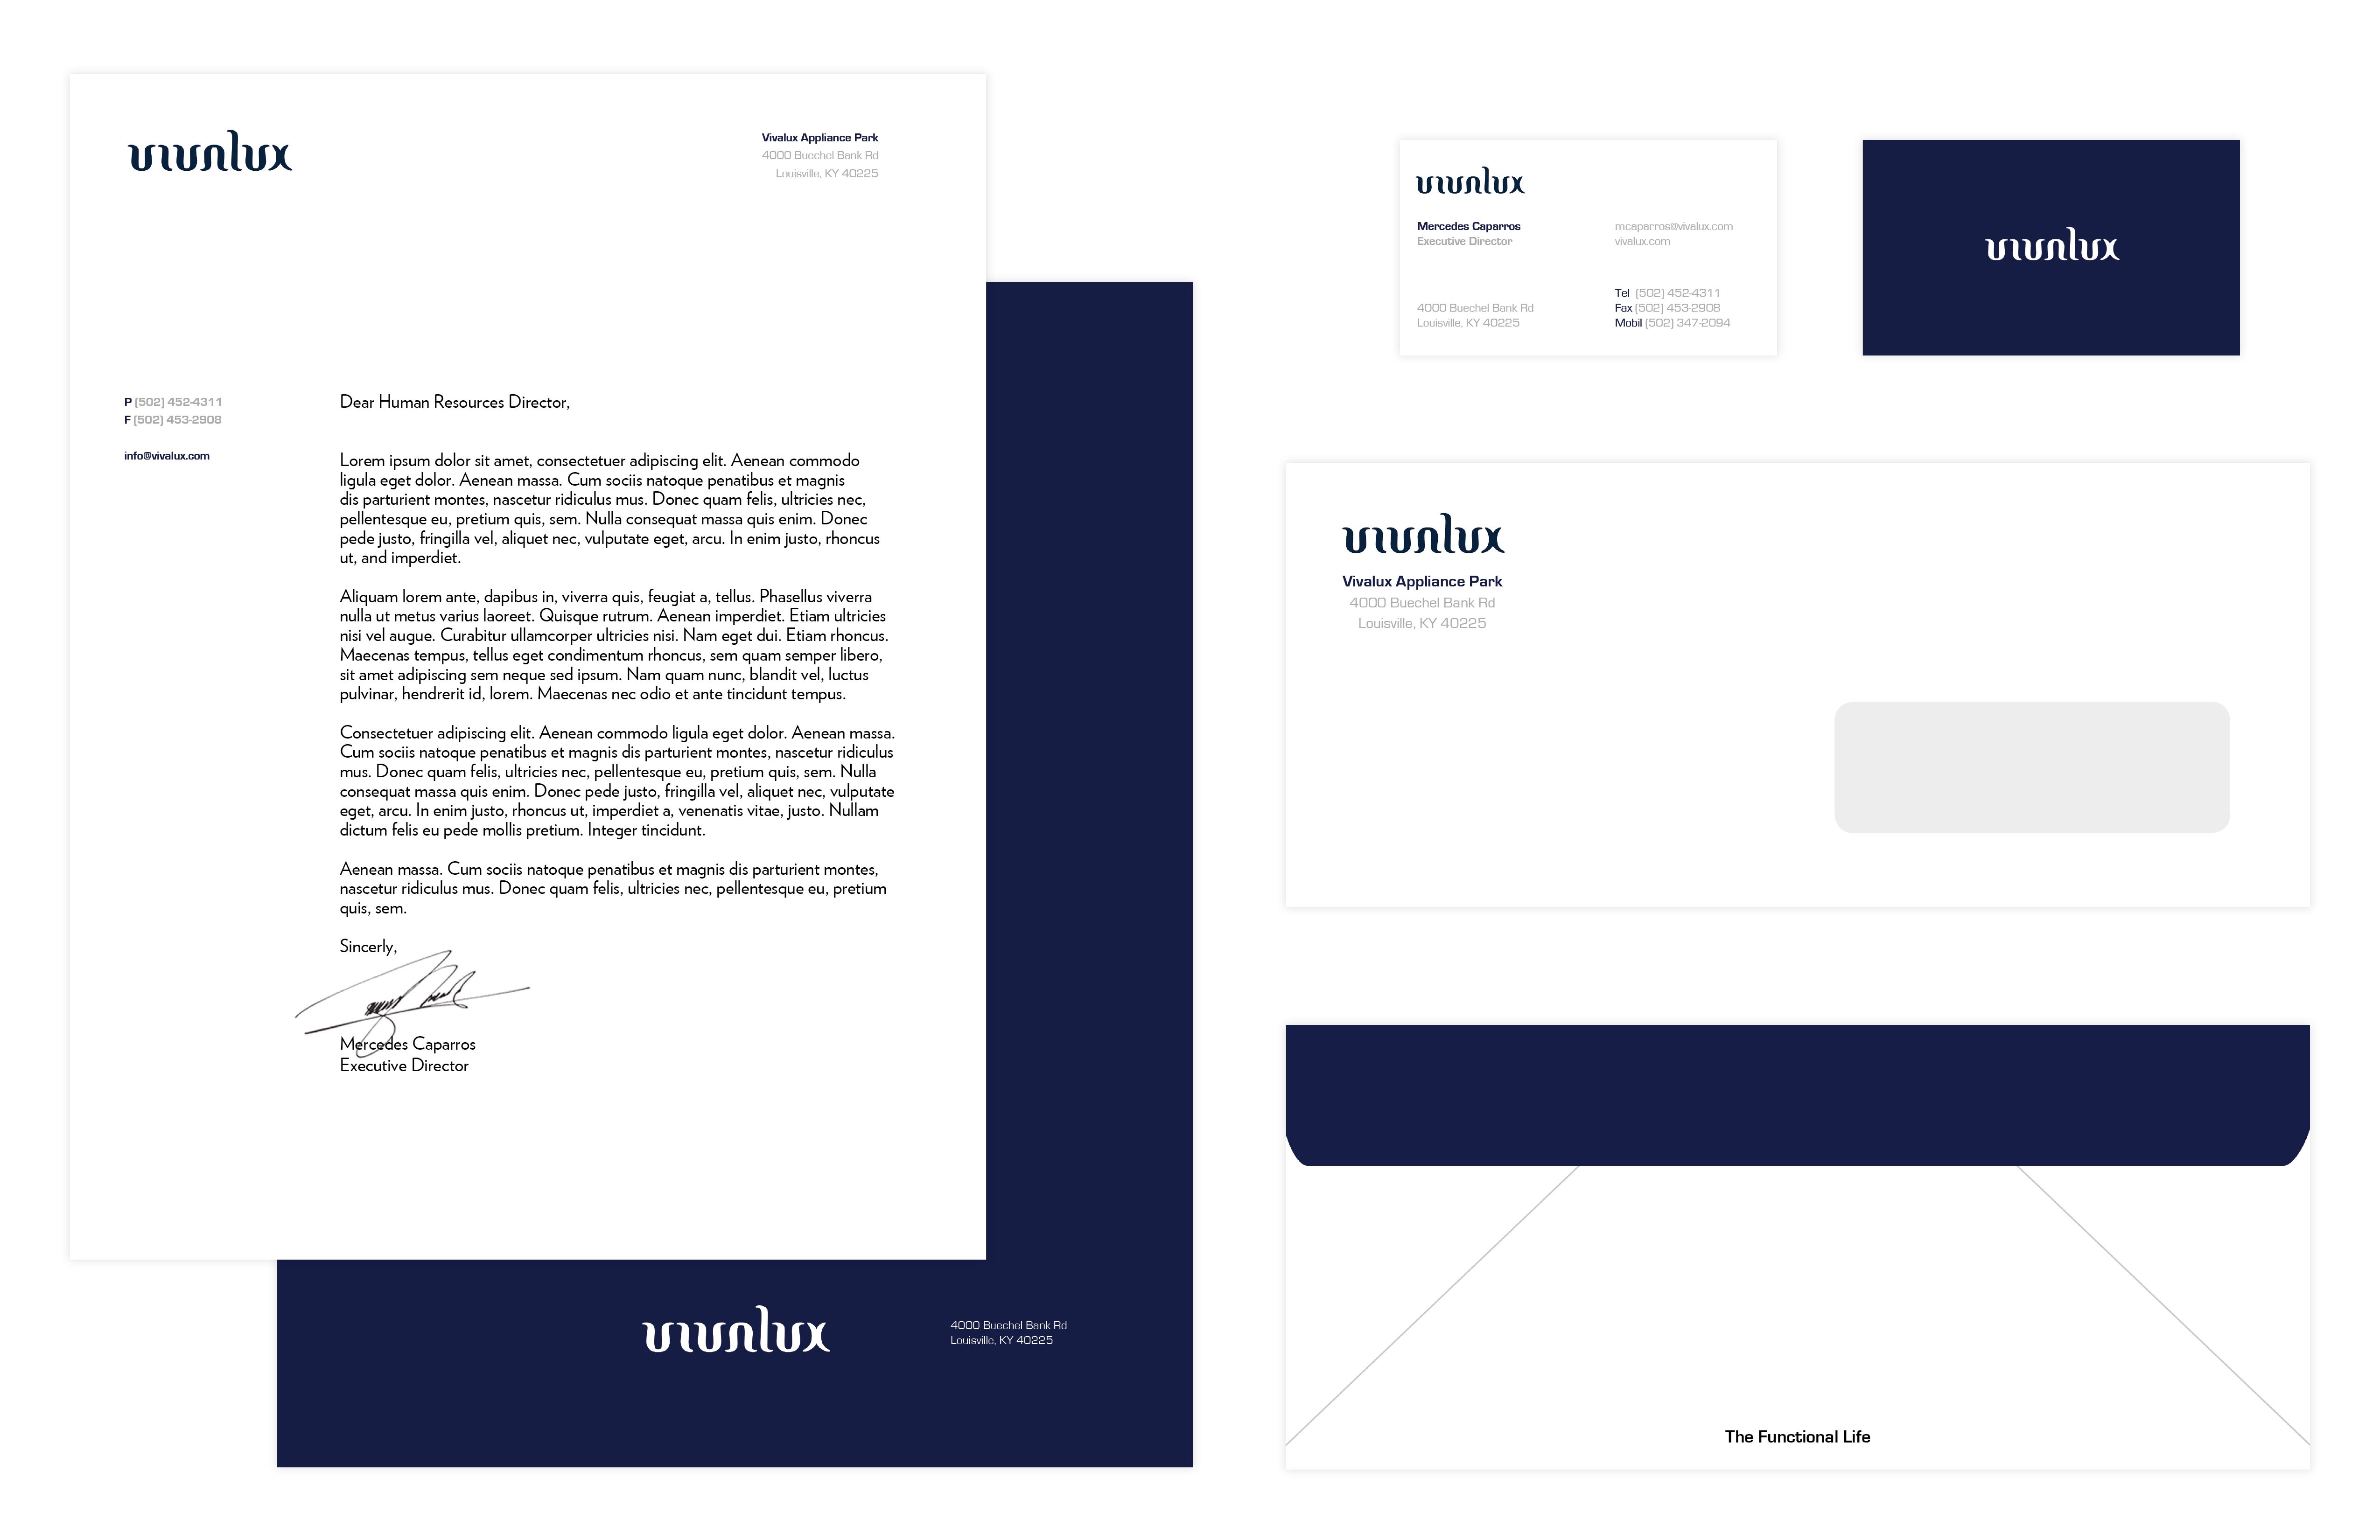 vivalux
Vivalux Appliance Park
4000 Buechel Bank Rd
Louisville, KY 40225
P (502) 452-4311
F (502) 453-2908
info@vivalux.com
Dear Human Resources Director,
Lorem ipsum dolor sit amet, consectetuer adipiscing elit. Aenean commodo
ligula eget dolor. Aenean massa. Cum sociis natoque penatibus et magnis
dis parturient montes, nascetur ridiculus mus. Donec quam felis, ultricies nec,
pellentesque eu, pretium quis, sem. Nulla consequat massa quis enim. Donec
pede justo, fringilla vel, aliquet nec, vulputate eget, arcu. In enim justo, rhoncus
ut, and imperdiet.
Aliquam lorem ante, dapibus in, viverra quis, feugiat a, tellus. Phasellus viverra
nulla ut metus varius laoreet. Quisque rutrum. Aenean imperdiet. Etiam ultricies
nisi vel augue. Curabitur ullamcorper ultricies nisi. Nam eget dui. Etiam rhoncus.
Maecenas tempus, tellus eget condimentum rhoncus, sem quam semper libero,
sit amet adipiscing sem neque sed ipsum. Nam quam nunc, blandit vel, luctus
pulvinar, hendrerit id, lorem. Maecenas nec odio et ante tincidunt tempus.
Consectetuer adipiscing elit. Aenean commodo ligula eget dolor. Aenean massa.
Cum sociis natoque penatibus et magnis dis parturient montes, nascetur ridiculus
mus. Donec quam felis, ultricies nec, pellentesque eu, pretium quis, sem. Nulla
consequat massa quis enim. Donec pede justo, fringilla vel, aliquet nec, vulputate
eget, arcu. In enim justo, rhoncus ut, imperdiet a, venenatis vitae, justo. Nullam
dictum felis eu pede mollis pretium. Integer tincidunt.
Aenean massa. Cum sociis natoque penatibus et magnis dis parturient montes,
nascetur ridiculus mus. Donec quam felis, ultricies nec, pellentesque eu, pretium
quis, sem.
Sincerly,
Mercedes Caparros
Executive Director
vivalux
4000 Buechel Bank Rd
Louisville, KY 40225
vivalux
Mercedes Caparros
Executive Director
4000 Buechel Bank Rd
Louisville, KY 40225
mcaparros@vivalux.com
vivalux.com
Tel (502) 452-4311
Fax (502) 453-2908
Mobil (502) 347-2094
vivalux
vivalux
Vivalux Appliance Park
4000 Buechel Bank Rd
Louisville, KY 40225
The Functional Life